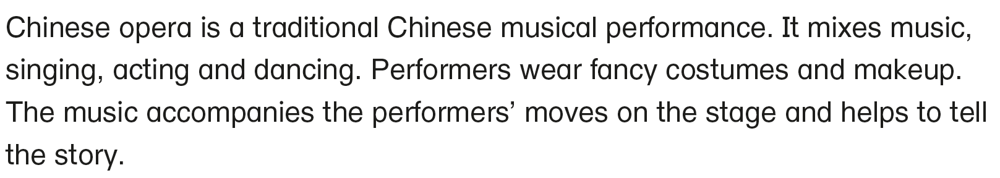 Chinese opera is a traditional Chinese musical performance. It mixes music,
singing, acting and dancing. Performers wear fancy costumes and makeup.
The music accompanies the performers’ moves on the stage and helps to tell
the story.